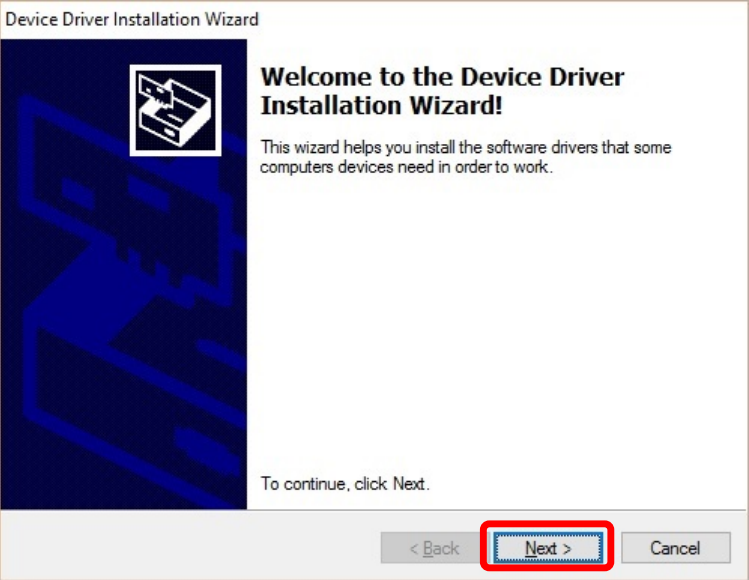 Device Driver Installation Wizard
Welcome to the Device Driver
Installation Wizard!
This wizard helps you install the software drivers that some
computers devices need in order to work.
To continue, click Next.
< Back
Next >
Cancel